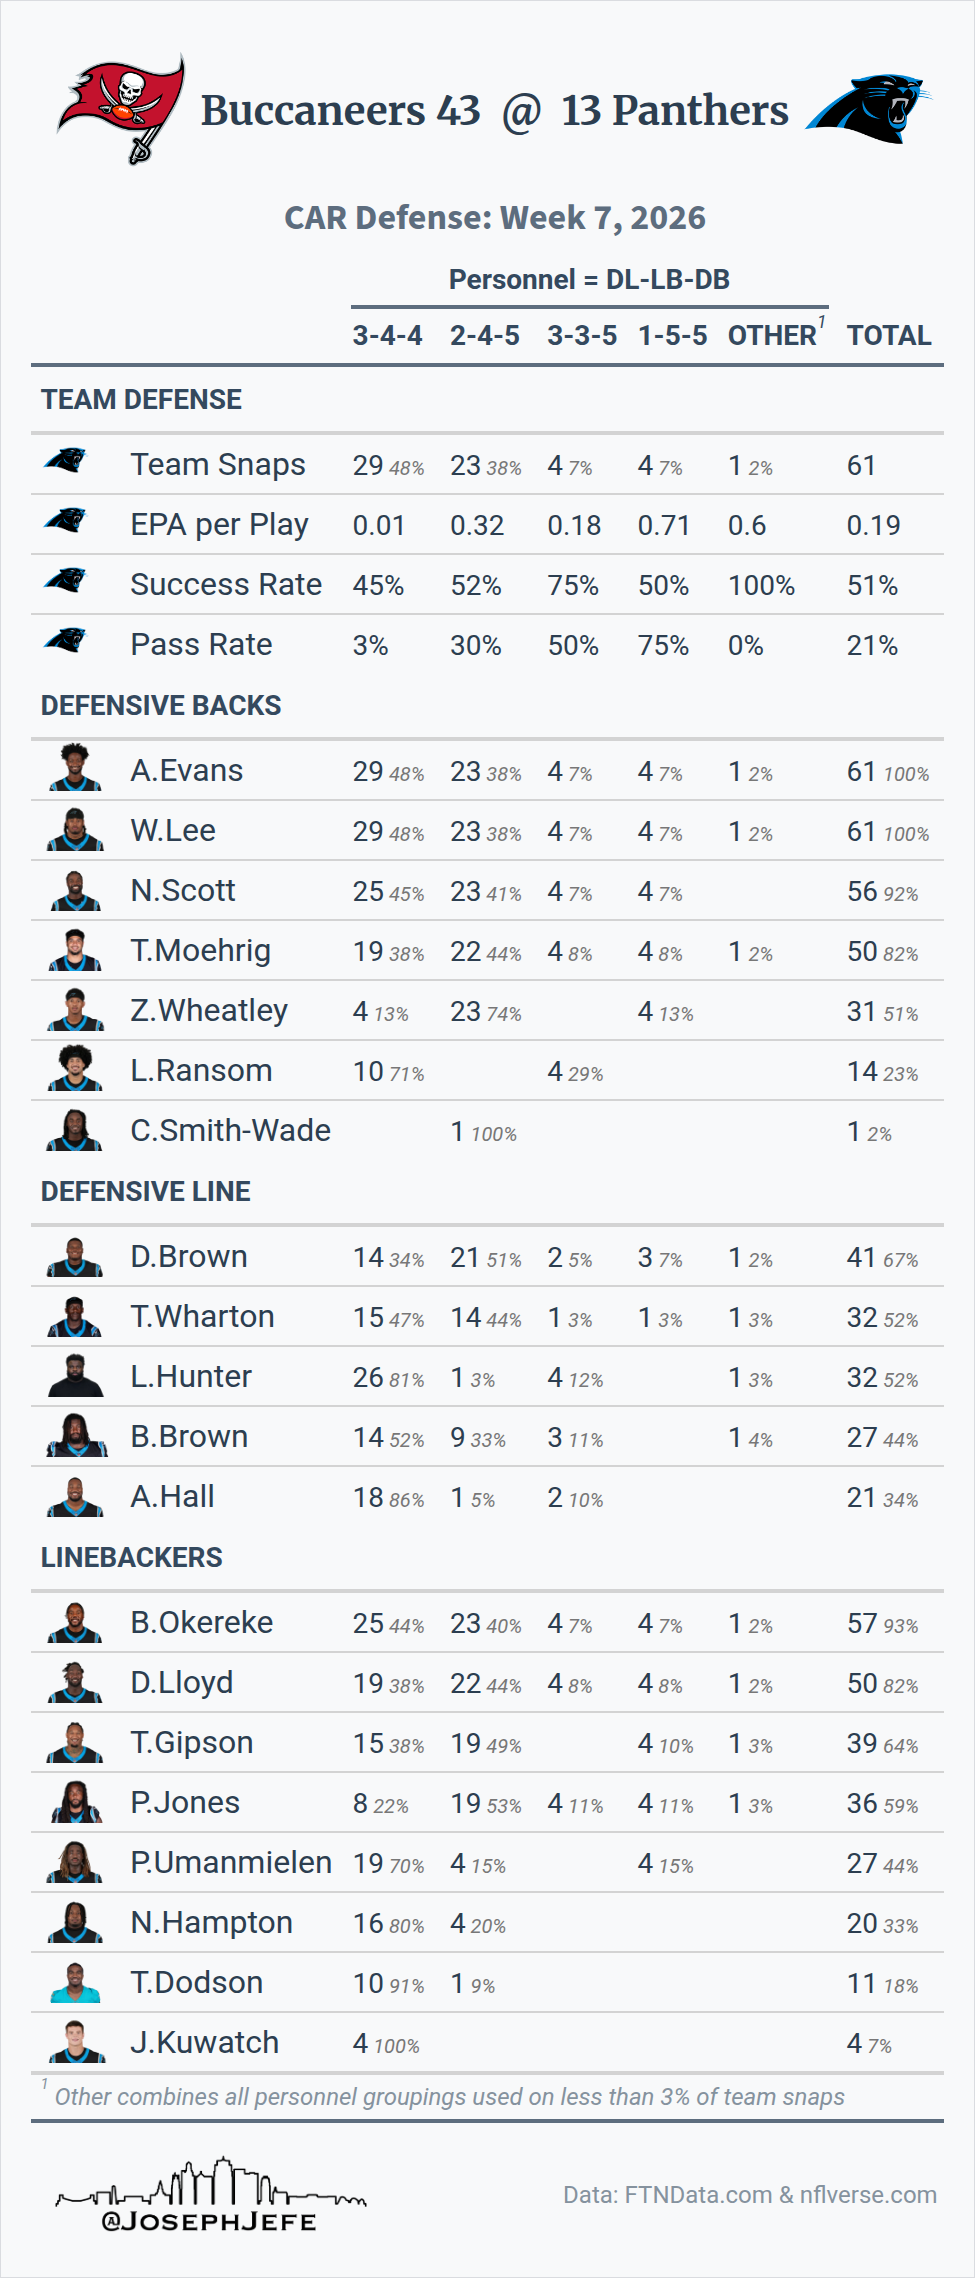 Buccaneers 43 @ 13 Panthers
CAR Defense: Week 7, 2026
Personnel = DL-LB-DB
3-4-4 2-4-5 3-3-5 1-5-5 OTHER1 TOTAL
TEAM DEFENSE
Team Snaps 29 48% 23 38% 4 7% 4 7% 1 2% 61
EPA per Play 0.01 0.32 0.18 0.71 0.6 0.19
Success Rate 45% 52% 75% 50% 100% 51%
Pass Rate 3% 30% 50% 75% 0% 21%
DEFENSIVE BACKS
A.Evans 29 48% 23 38% 4 7% 4 7% 1 2% 61 100%
W.Lee 29 48% 23 38% 4 7% 4 7% 1 2% 61 100%
N.Scott 25 45% 23 41% 4 7% 4 7% 56 92%
T.Moehrig 19 38% 22 44% 4 8% 4 8% 1 2% 50 82%
Z.Wheatley 4 13% 23 74% 4 13% 31 51%
L.Ransom 10 71% 4 29% 14 23%
C.Smith-Wade 1 100% 1 2%
DEFENSIVE LINE
D.Brown 14 34% 21 51% 2 5% 3 7% 1 2% 41 67%
T.Wharton 15 47% 14 44% 1 3% 1 3% 1 3% 32 52%
L.Hunter 26 81% 1 3% 4 12% 1 3% 32 52%
B.Brown 14 52% 9 33% 3 11% 1 4% 27 44%
A.Hall 18 86% 1 5% 2 10% 21 34%
LINEBACKERS
B.Okereke 25 44% 23 40% 4 7% 4 7% 1 2% 57 93%
D.Lloyd 19 38% 22 44% 4 8% 4 8% 1 2% 50 82%
T.Gipson 15 38% 19 49% 4 10% 1 3% 39 64%
P.Jones 8 22% 19 53% 4 11% 4 11% 1 3% 36 59%
P.Umanmielen 19 70% 4 15% 4 15% 27 44%
N.Hampton 16 80% 4 20% 20 33%
T.Dodson 10 91% 1 9% 11 18%
J.Kuwatch 4 100% 4 7%
1 Other combines all personnel groupings used on less than 3% of team snaps
@JosephJefe
Data: FTNData.com & nflverse.com